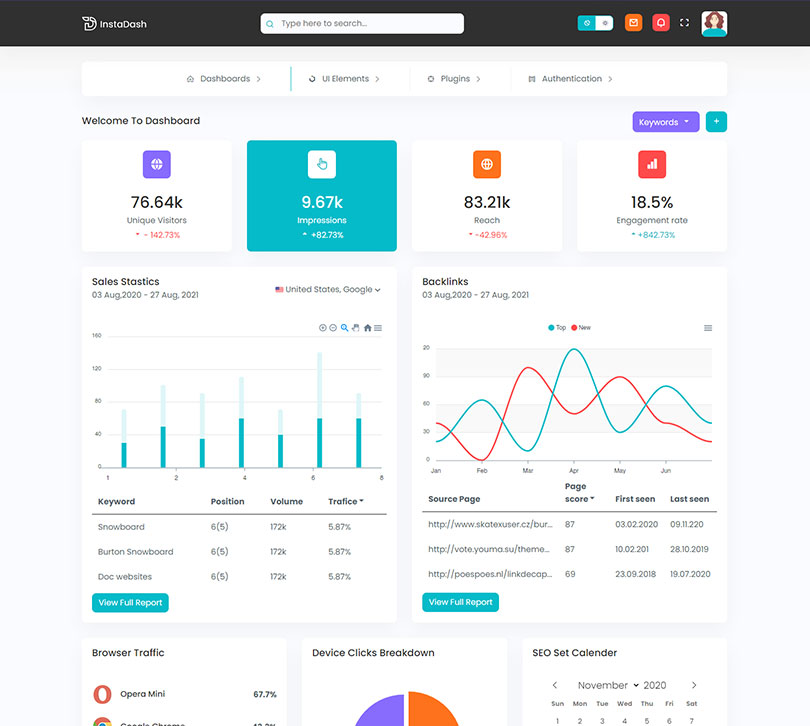 InstaDash
Type here to search...
Dashboards
UI Elements
Plugins
Authentication
Welcome To Dashboard
Keywords
+
76.64k
Unique Visitors
- 142.73%
9.67k
Impressions
+82.73%
83.21k
Reach
-42.96%
18.5%
Engagement rate
+842.73%
Sales Stastics
03 Aug,2020 - 27 Aug, 2021
United States, Google
160
120
80
40
0
1 2 4 6 8
Keyword Position Volume Trafice
Snowboard 6(5) 172k 5.87%
Burton Snowboard 6(5) 172k 5.87%
Doc websites 6(5) 172k 5.87%
View Full Report
Backlinks
03 Aug,2020 - 27 Aug, 2021
Top New
20
90
60
30
0
Jan Feb Mar Apr May Jun
Source Page Page score First seen Last seen
http://www.skatexuser.cz/bur... 87 03.02.2020 09.11.220
http://vote.youma.su/theme... 87 10.02.201 28.10.2019
http://poespoes.nl/linkdecap... 69 23.09.2018 19.07.2020
View Full Report
Browser Traffic
Opera Mini 67.7%
Device Clicks Breakdown
SEO Set Calender
November 2020
Sun Mon Tue Wed Thu Fri Sat
1 2 3 4 5 6 7